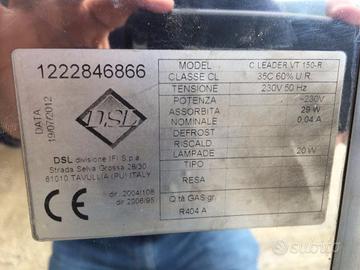 1222846866
DATA
19/07/2012
DSL
DSL divisione IFI S.p.a.
Strada Selva Grossa 28/30
61010 TAVULLIA (PU) ITALY
CE
dir. 2004/108
dir. 2006/95
MODEL C LEADER VT 150-R
CLASSE CL 35C 60% U.R.
TENSIONE 230V 50 Hz
POTENZA ~230V
ASSORBITA 29 W
NOMINALE 0.04 A
DEFROST
RISCALD
LAMPADE 20 W
TIPO
RESA
Q.tà GAS gr.
R404 A
subito